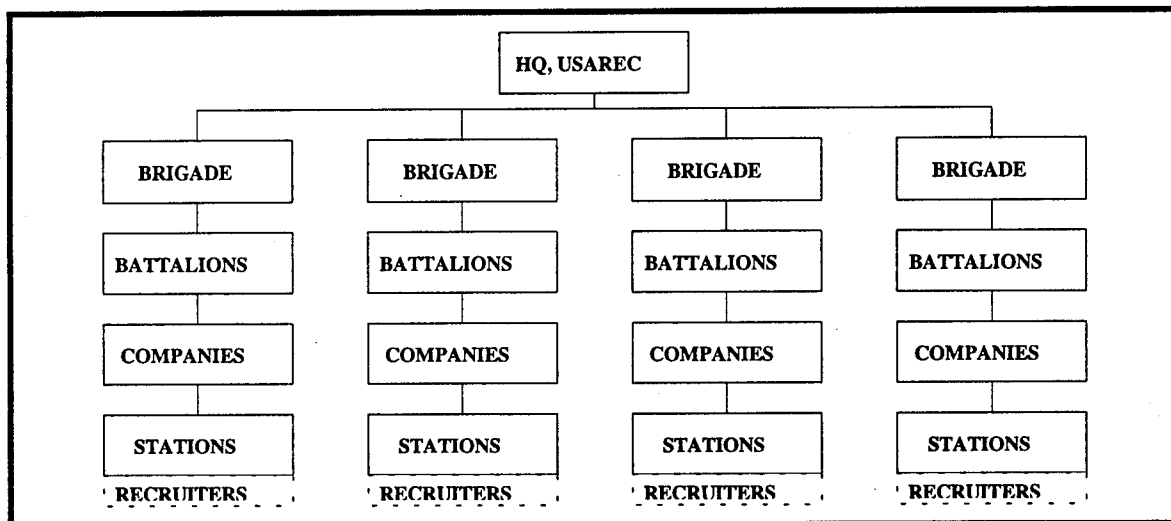 HQ, USAREC
BRIGADE BRIGADE BRIGADE BRIGADE
BATTALIONS BATTALIONS BATTALIONS BATTALIONS
COMPANIES COMPANIES COMPANIES COMPANIES
STATIONS STATIONS STATIONS STATIONS
RECRUITERS RECRUITERS RECRUITERS RECRUITERS